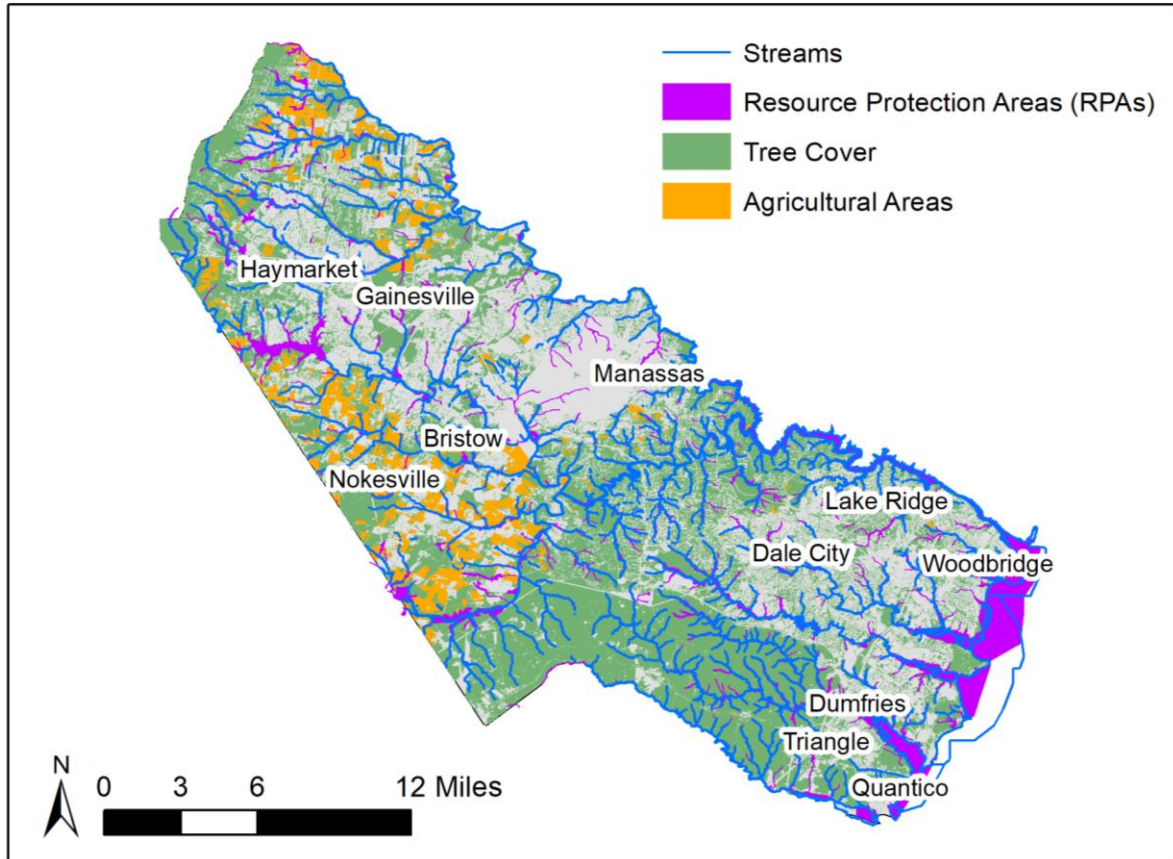 Streams
Resource Protection Areas (RPAs)
Tree Cover
Agricultural Areas
Haymarket
Gainesville
Manassas
Bristow
Nokesville
Lake Ridge
Dale City
Woodbridge
Dumfries
Triangle
Quantico
N
0 3 6 12 Miles